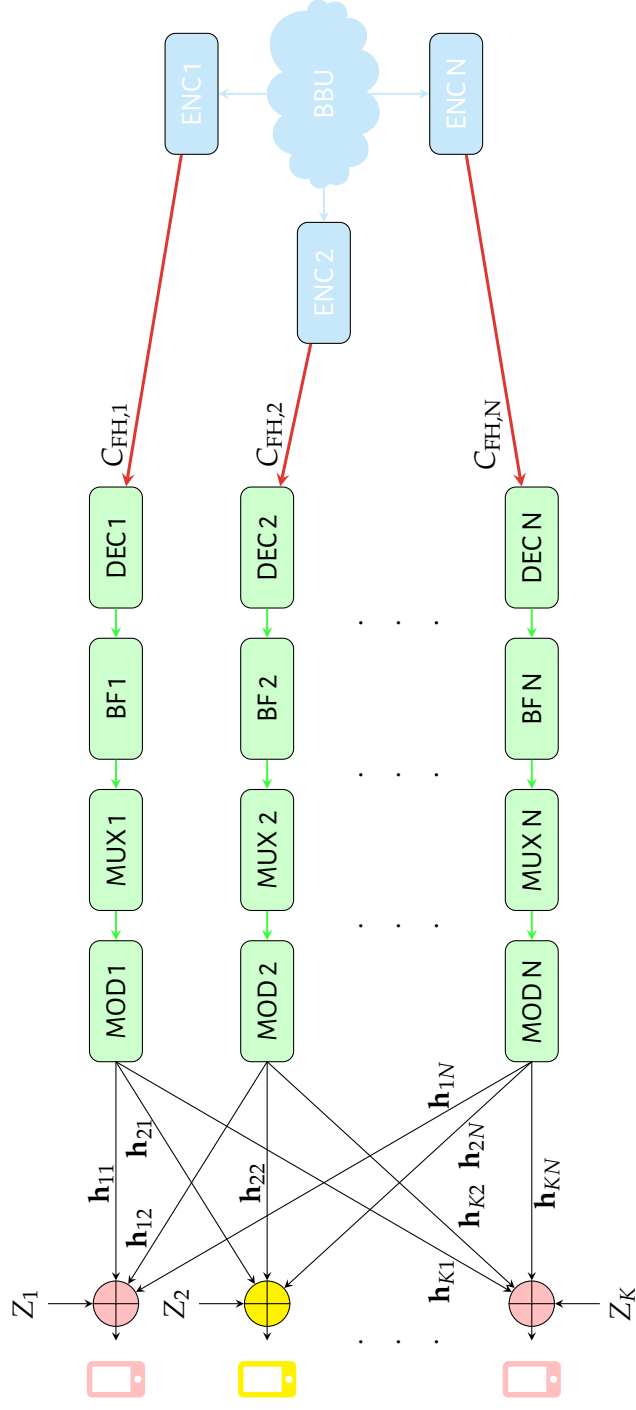 ENC 1
BBU
ENC N
ENC 2
C_FH,1
C_FH,2
C_FH,N
DEC 1
DEC 2
DEC N
. . .
BF 1
BF 2
BF N
. . .
MUX 1
MUX 2
MUX N
. . .
MOD 1
MOD 2
MOD N
h_11
h_21
h_12
h_22
h_1N
h_2N
h_K2
h_KN
h_K1
Z_1
Z_2
Z_K
. . .